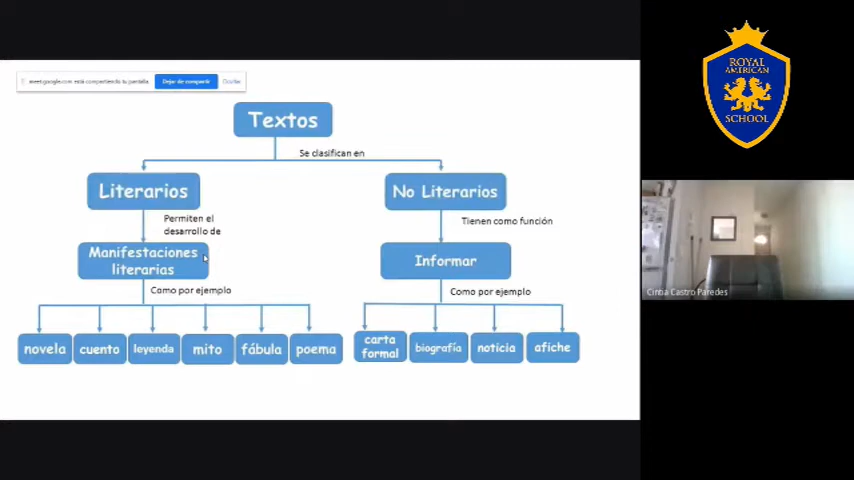 meet.google.com está compartiendo tu pantalla.
Dejar de compartir
Ocultar
ROYAL
AMERICAN
SCHOOL
Textos
Se clasifican en
Literarios
No Literarios
Permiten el
desarrollo de
Tienen como función
Manifestaciones
literarias
Informar
Como por ejemplo
Como por ejemplo
novela
cuento
leyenda
mito
fábula
poema
carta
formal
biografía
noticia
afiche
Cintia Castro Paredes